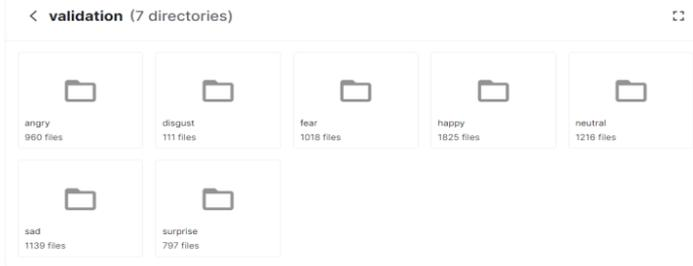 validation (7 directories)
angry
960 files
disgust
111 files
fear
1018 files
happy
1825 files
neutral
1216 files
sad
1139 files
surprise
797 files